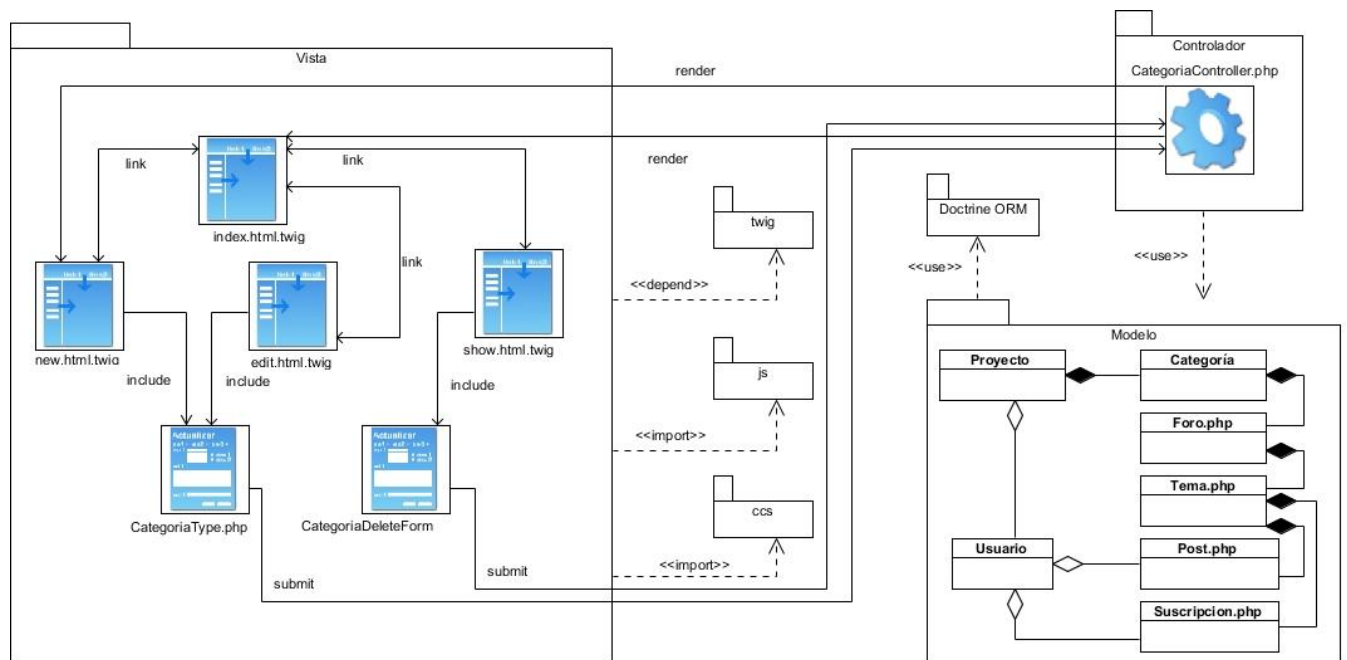 Vista
Controlador
CategoriaController.php
render
link
link
render
index.html.twig
twig
Doctrine ORM
link
<<use>>
<<use>>
<<depend>>
new.html.twig
edit.html.twig
show.html.twig
Modelo
Proyecto
Categoría
include
include
include
js
Foro.php
Actualizar
Actualizar
<<import>>
Tema.php
ccs
CategoriaType.php
CategoriaDeleteForm
Usuario
Post.php
<<import>>
submit
submit
Suscripcion.php